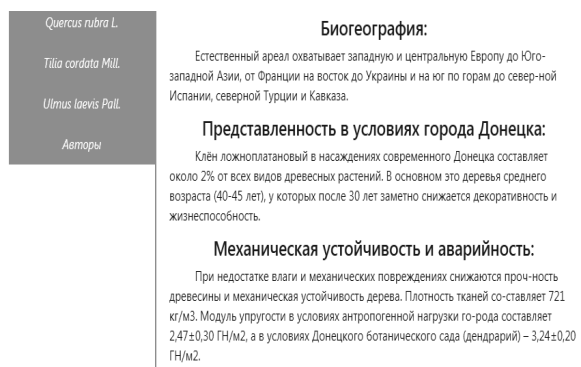 Quercus rubra L.
Tilia cordata Mill.
Ulmus laevis Pall.
Авторы
Биогеография:
Естественный ареал охватывает западную и центральную Европу до Юго-
западной Азии, от Франции на восток до Украины и на юг по горам до север-ной
Испании, северной Турции и Кавказа.
Представленность в условиях города Донецка:
Клён ложноплатановый в насаждениях современного Донецка составляет
около 2% от всех видов древесных растений. В основном это деревья среднего
возраста (40-45 лет), у которых после 30 лет заметно снижается декоративность и
жизнеспособность.
Механическая устойчивость и аварийность:
При недостатке влаги и механических повреждениях снижаются проч-ность
древесины и механическая устойчивость дерева. Плотность тканей со-ставляет 721
кг/м3. Модуль упругости в условиях антропогенной нагрузки го-рода составляет
2,47±0,30 ГН/м2, а в условиях Донецкого ботанического сада (дендрарий) – 3,24±0,20
ГН/м2.